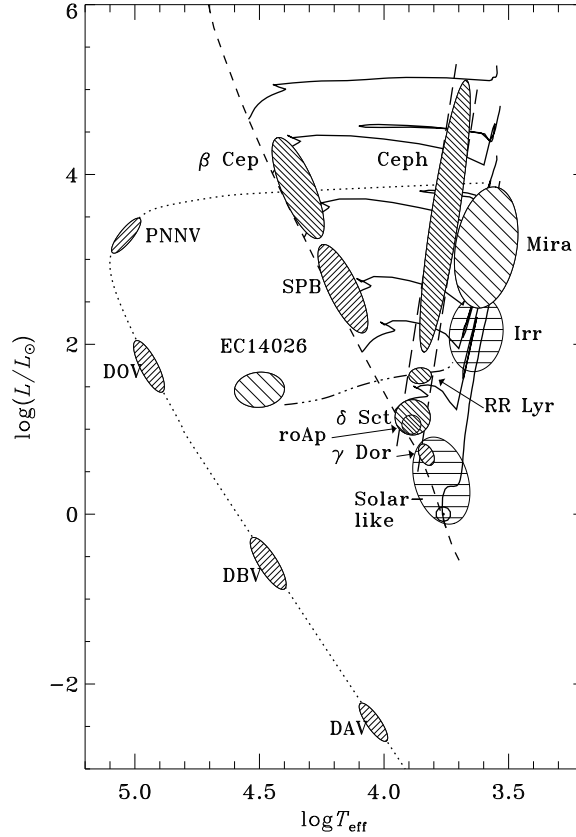 6
4
2
0
−2
log(L/L☉)
β Cep
Ceph
PNNV
Mira
SPB
Irr
EC14026
DOV
RR Lyr
δ Sct
roAp
γ Dor
Solar−
like
DBV
DAV
5.0 4.5 4.0 3.5
logTeff